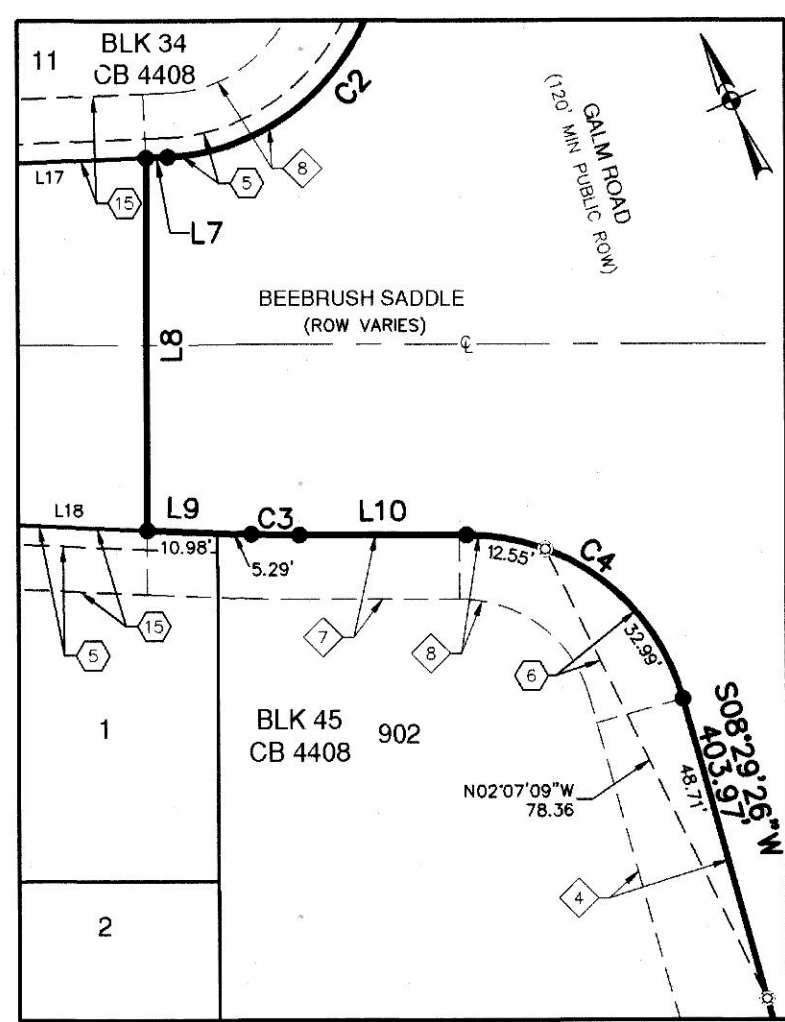 BLK 34
11
CB 4408
C2
GALM ROAD
(120' MIN PUBLIC ROW)
8
5
L17
15
L7
BEEBRUSH SADDLE
(ROW VARIES)
L8
℄
L18
L9
C3
L10
10.98'
5.29'
12.55'
C4
5
15
7
8
6
32.99'
1
BLK 45
CB 4408
902
S08°29'26"W
403.97'
48.71'
N02°07'09"W
78.36
4
2